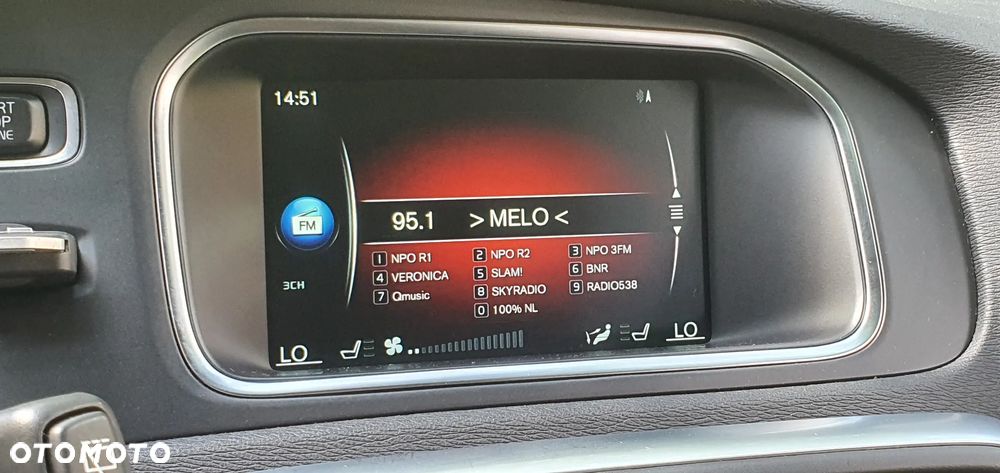 14:51
A
FM
95.1 >MELO<
1 NPO R1 2 NPO R2 3 NPO 3FM
4 VERONICA 5 SLAM! 6 BNR
7 Qmusic 8 SKYRADIO 9 RADIO538
0 100% NL
3CH
LO LO
OTOMOTO